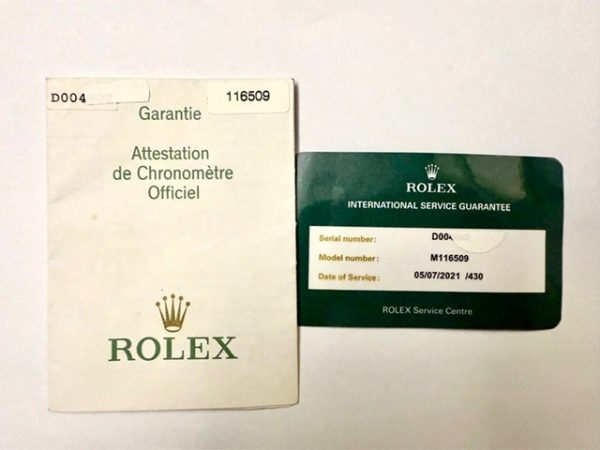 D004
116509
Garantie
Attestation
de Chronomètre
Officiel
ROLEX
ROLEX
INTERNATIONAL SERVICE GUARANTEE
Serial number: D004
Model number: M116509
Date of Service: 05/07/2021 /430
ROLEX Service Centre